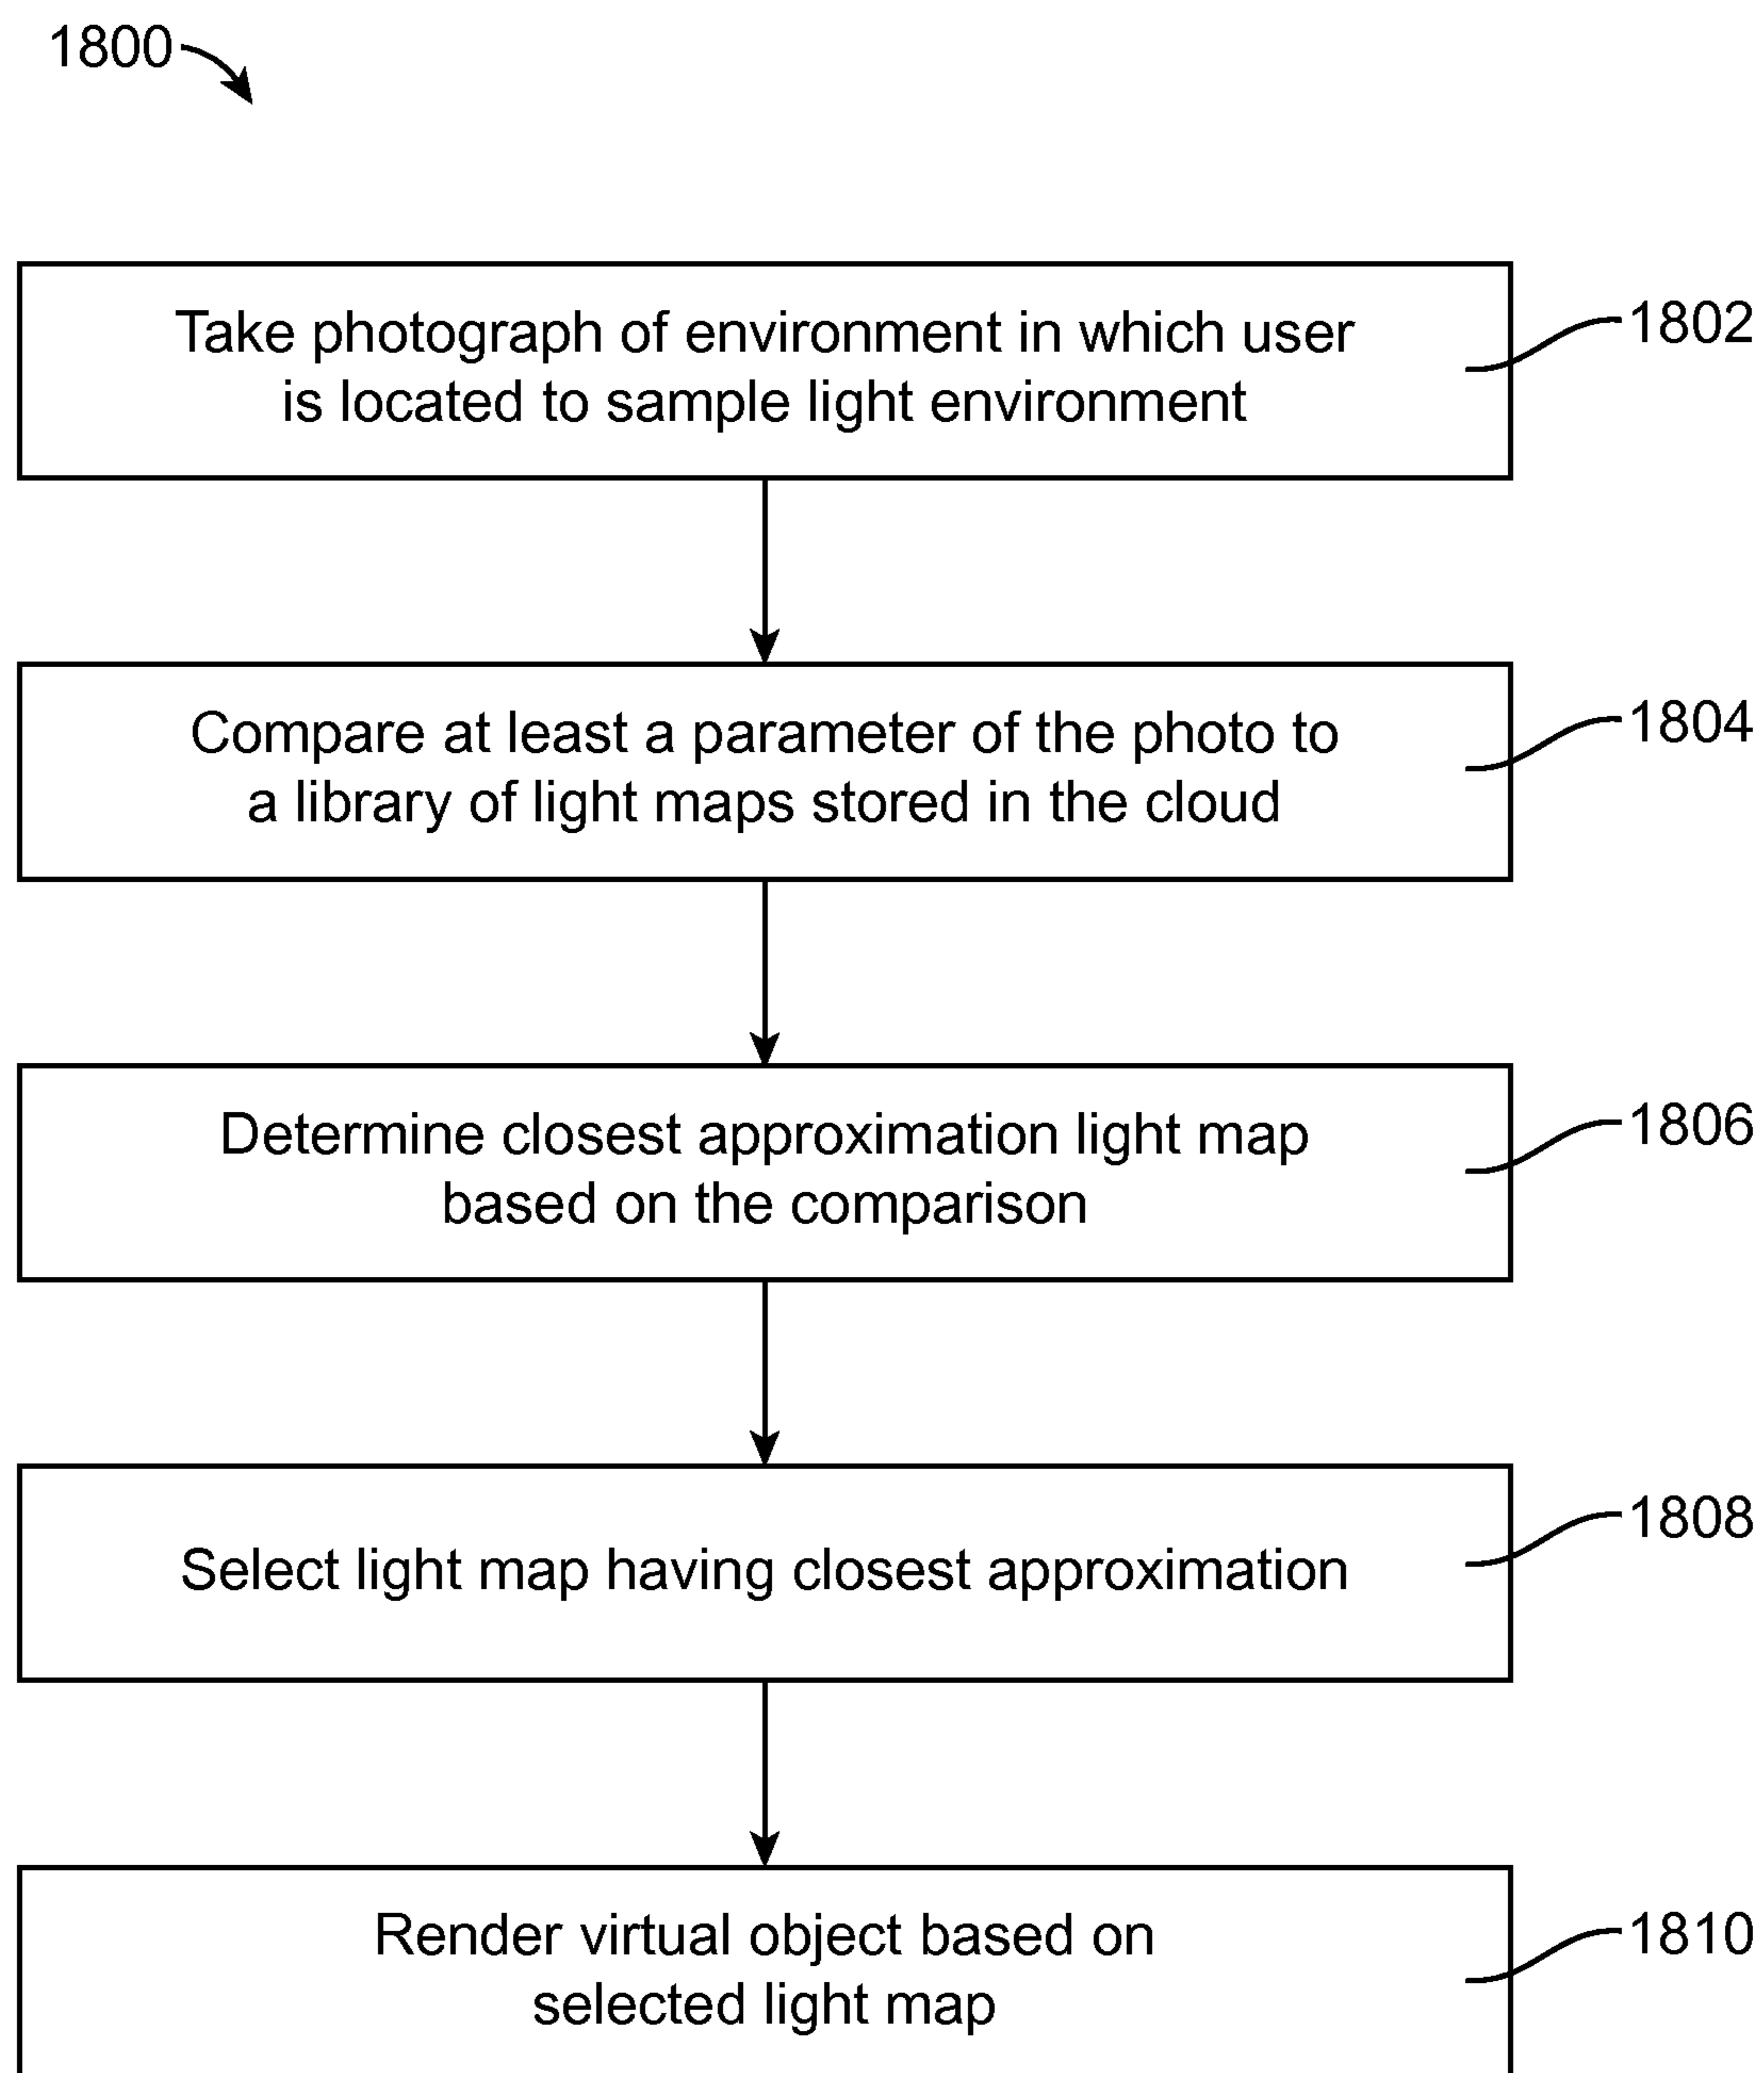 1800
Take photograph of environment in which user
is located to sample light environment
1802
Compare at least a parameter of the photo to
a library of light maps stored in the cloud
1804
Determine closest approximation light map
based on the comparison
1806
Select light map having closest approximation
1808
Render virtual object based on
selected light map
1810